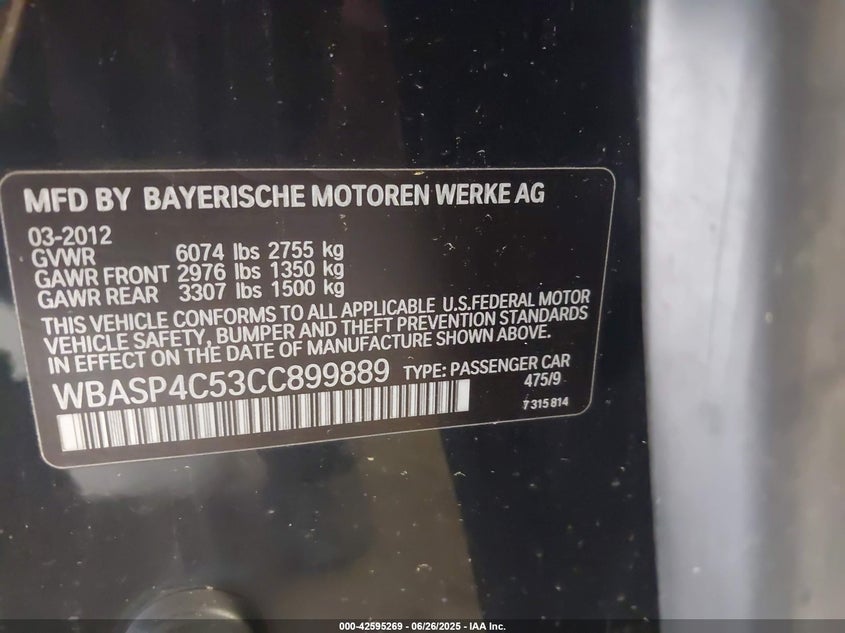 MFD BY BAYERISCHE MOTOREN WERKE AG
03-2012
GVWR 6074 lbs 2755 kg
GAWR FRONT 2976 lbs 1350 kg
GAWR REAR 3307 lbs 1500 kg
THIS VEHICLE CONFORMS TO ALL APPLICABLE U.S.FEDERAL MOTOR
VEHICLE SAFETY, BUMPER AND THEFT PREVENTION STANDARDS
IN EFFECT ON THE DATE OF MANUFACTURE SHOWN ABOVE.
WBASP4C53CC899889 TYPE: PASSENGER CAR
475/9
7 315 814
000-42595269 | 06/26/2025 - IAA Inc.